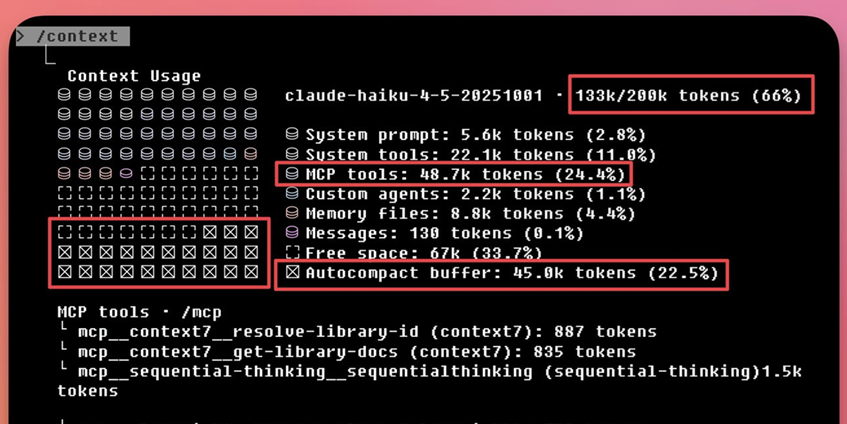 > /context
Context Usage
claude-haiku-4-5-20251001 · 133k/200k tokens (66%)
System prompt: 5.6k tokens (2.8%)
System tools: 22.1k tokens (11.0%)
MCP tools: 48.7k tokens (24.4%)
Custom agents: 2.2k tokens (1.1%)
Memory files: 8.8k tokens (4.4%)
Messages: 130 tokens (0.1%)
Free space: 67k (33.7%)
Autocompact buffer: 45.0k tokens (22.5%)
MCP tools · /mcp
└ mcp__context7__resolve-library-id (context7): 887 tokens
└ mcp__context7__get-library-docs (context7): 835 tokens
└ mcp__sequential-thinking__sequentialthinking (sequential-thinking)1.5k
tokens